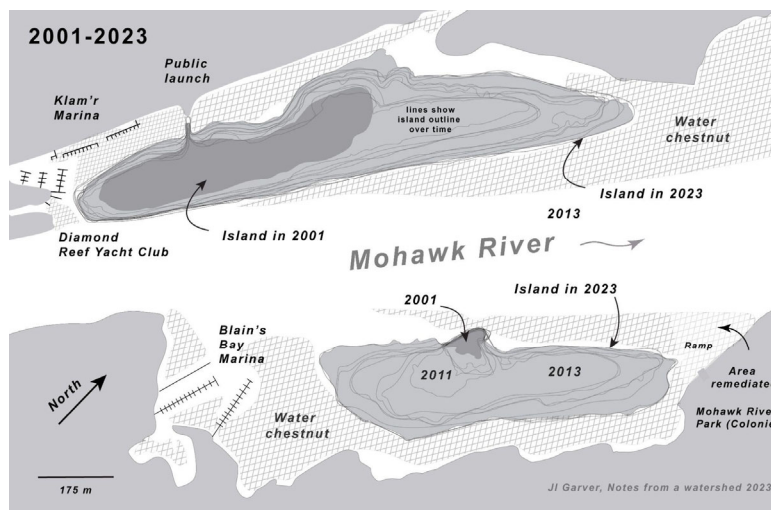 2001-2023
Public
launch
Klam'r
Marina
lines show
island outline
over time
Water
chestnut
Island in 2023
2013
Island in 2001
Diamond
Reef Yacht Club
Mohawk River
2001
Island in 2023
Blain's
Bay
Marina
Ramp
2011
2013
Area
remediate
North
Water
chestnut
Mohawk River
Park (Colonie
175 m
JI Garver, Notes from a watershed 2023